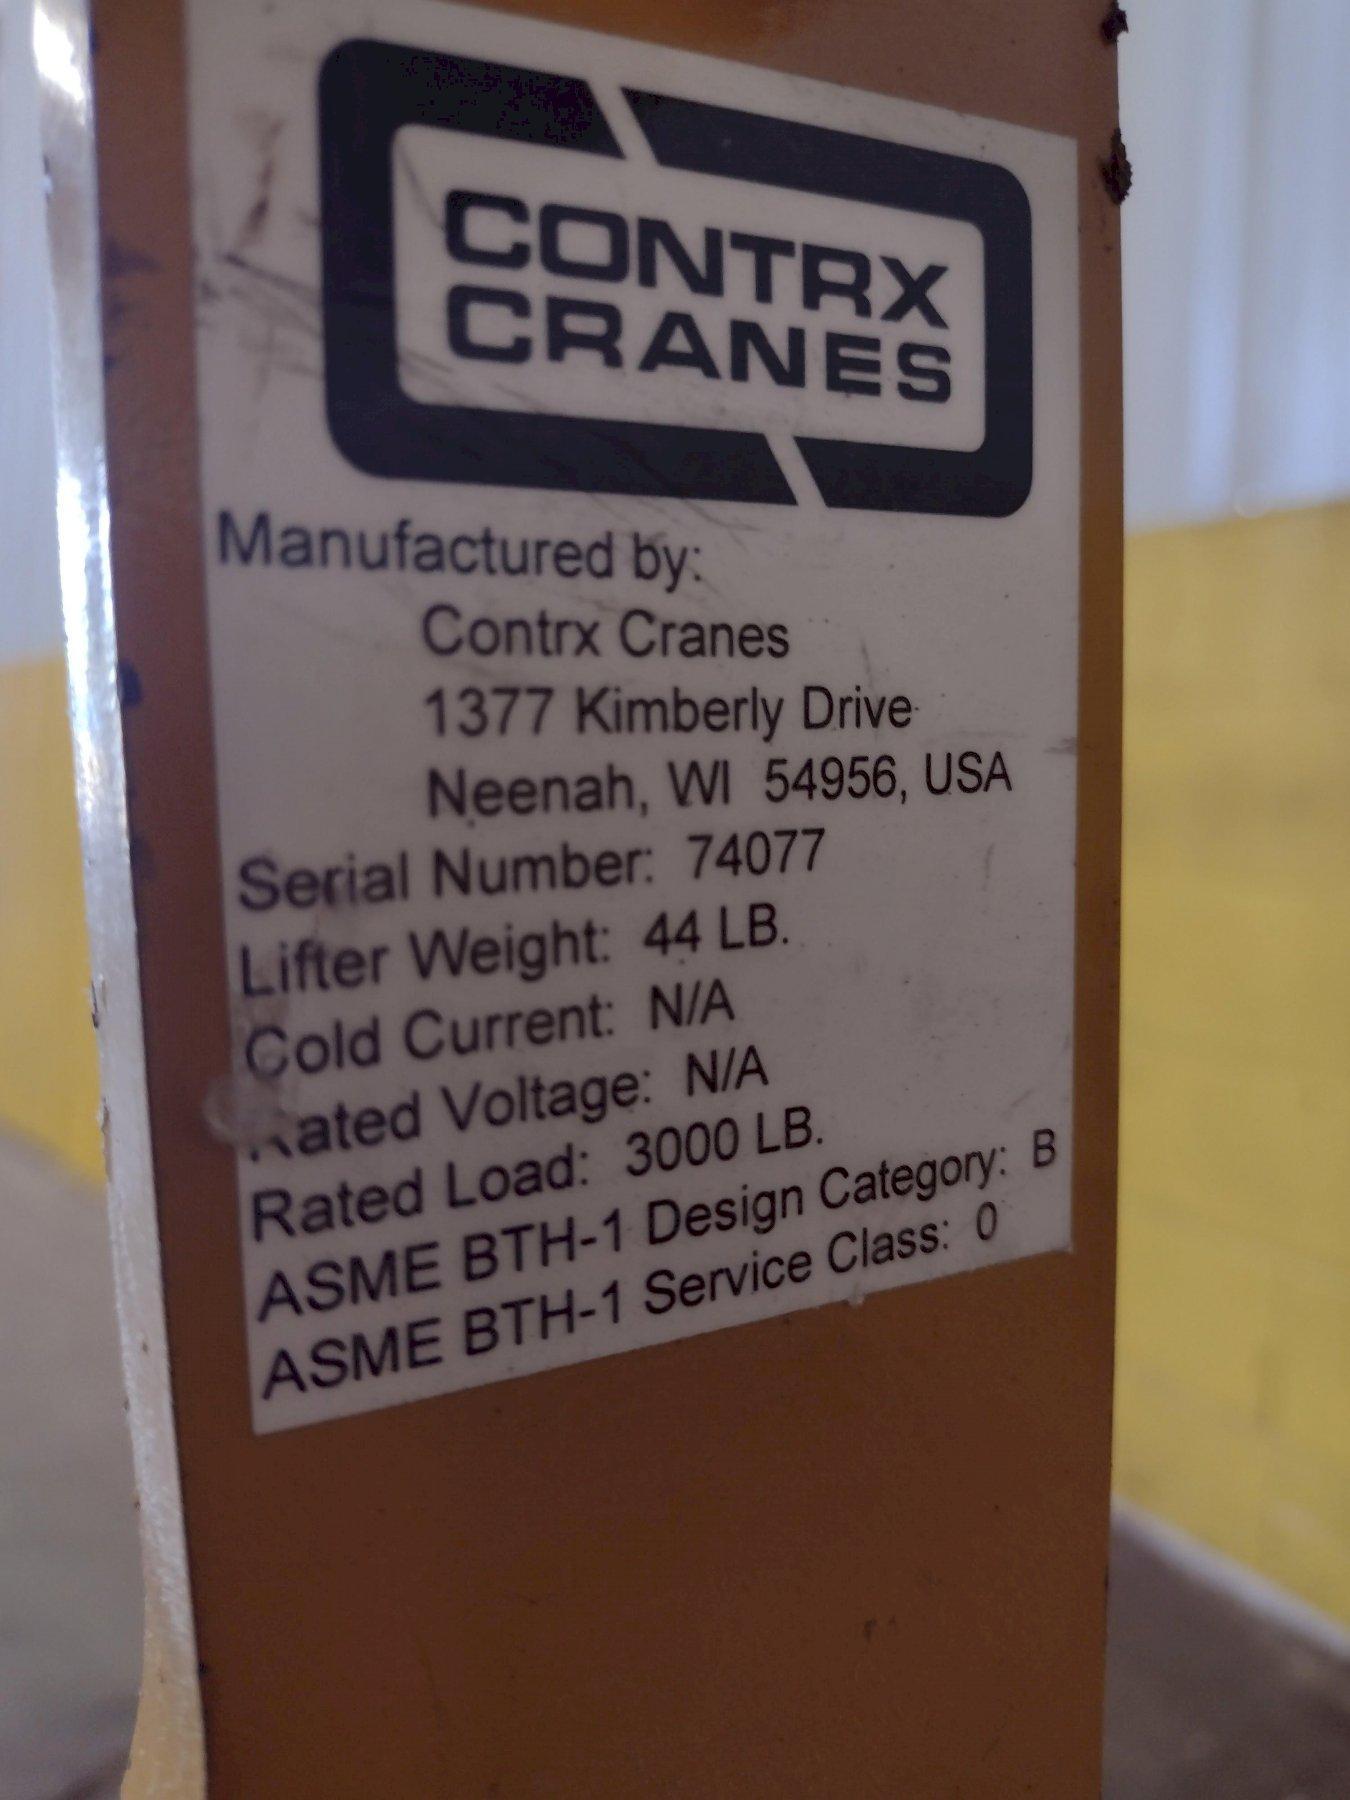 CONTRX
CRANES
Manufactured by:
Contrx Cranes
1377 Kimberly Drive
Neenah, WI 54956, USA
Serial Number: 74077
Lifter Weight: 44 LB.
Cold Current: N/A
Rated Voltage: N/A
Rated Load: 3000 LB.
ASME BTH-1 Design Category: B
ASME BTH-1 Service Class: 0